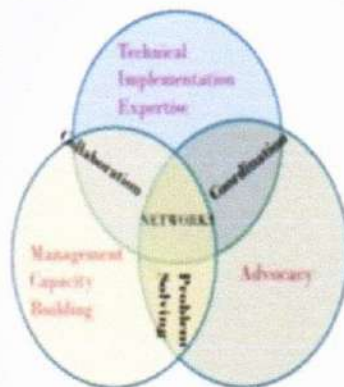 Technical
Implementation
Expertise
Collaboration
Coordination
NETWORKS
Management
Capacity
Building
Problem
Solving
Advocacy